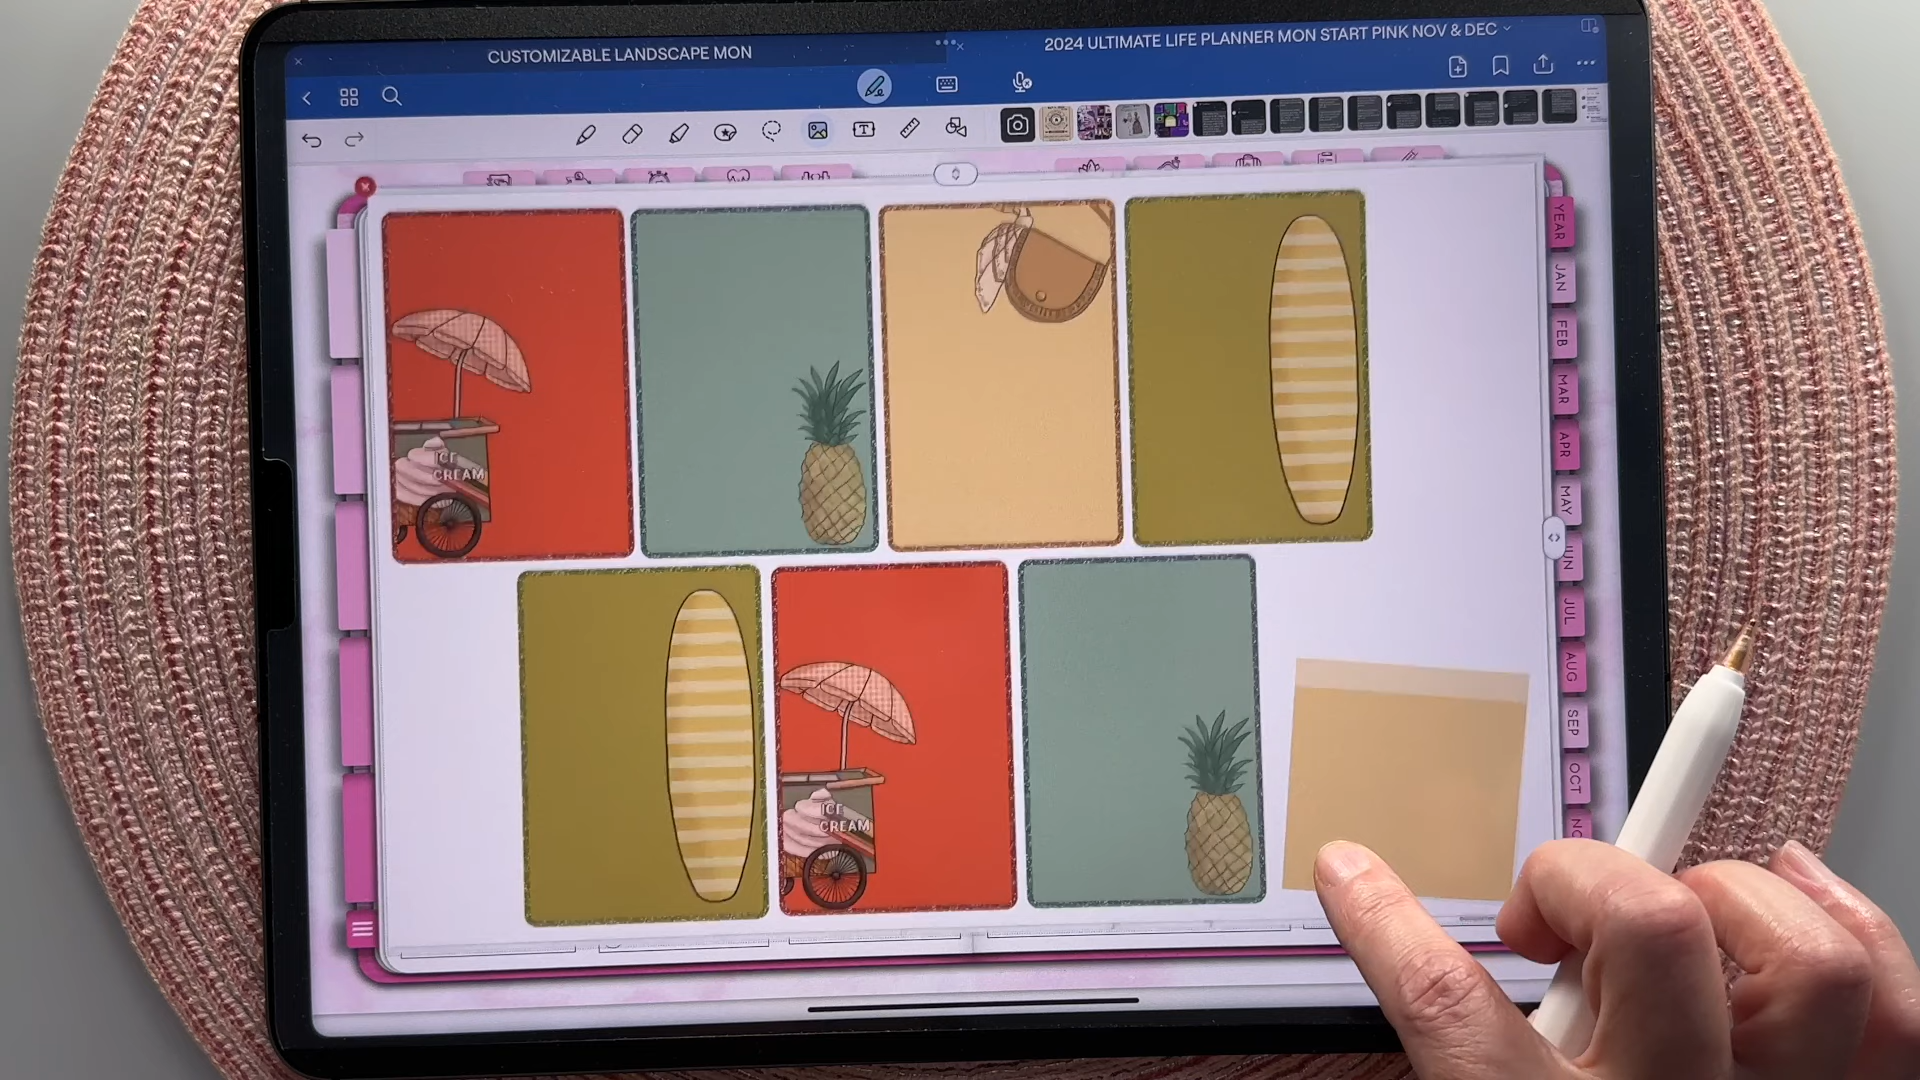 CUSTOMIZABLE LANDSCAPE MON
2024 ULTIMATE LIFE PLANNER MON START PINK NOV & DEC
YEAR
JAN
FEB
MAR
APR
MAY
JUN
JUL
AUG
SEP
OCT
ICE
CREAM
ICE
CREAM